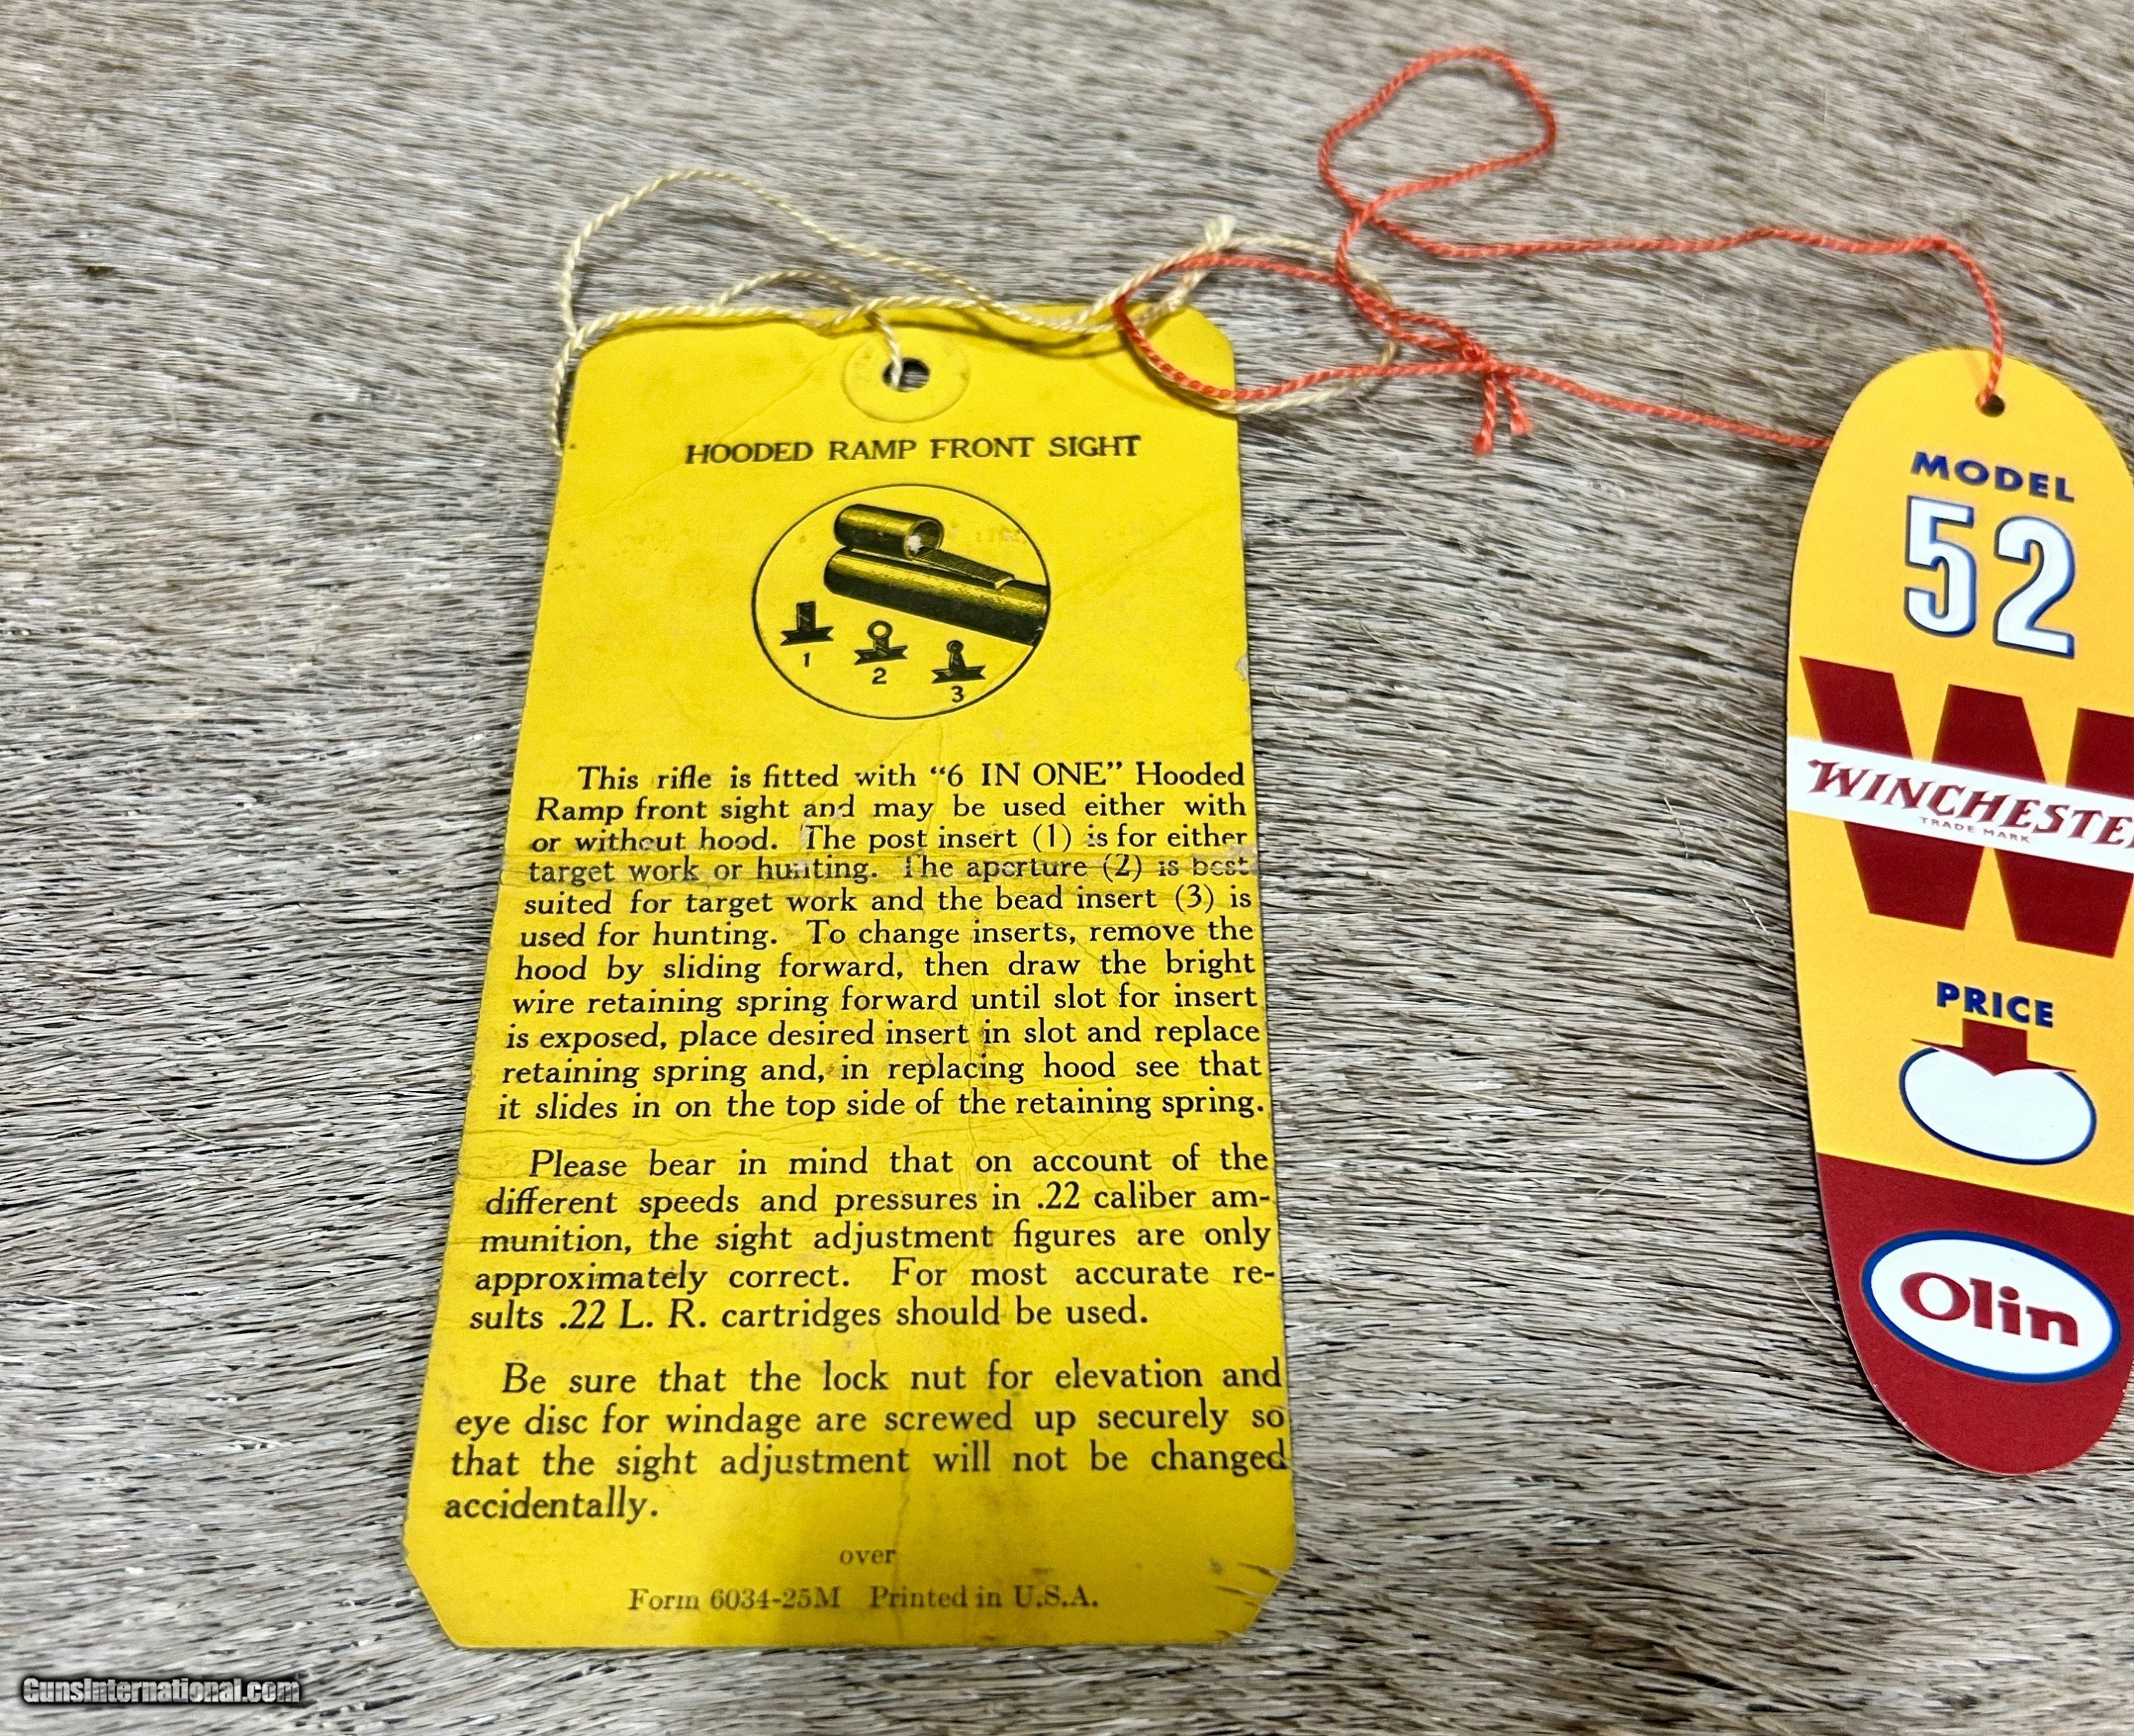 HOODED RAMP FRONT SIGHT
1
2
3
This rifle is fitted with “6 IN ONE” Hooded
Ramp front sight and may be used either with
or without hood. The post insert (1) is for either
target work or hunting. The aperture (2) is best
suited for target work and the bead insert (3) is
used for hunting. To change inserts, remove the
hood by sliding forward, then draw the bright
wire retaining spring forward until slot for insert
is exposed, place desired insert in slot and replace
retaining spring and, in replacing hood see that
it slides in on the top side of the retaining spring.
Please bear in mind that on account of the
different speeds and pressures in .22 caliber am-
munition, the sight adjustment figures are only
approximately correct. For most accurate re-
sults .22 L. R. cartridges should be used.
Be sure that the lock nut for elevation and
eye disc for windage are screwed up securely so
that the sight adjustment will not be changed
accidentally.
over
Form 6034-25M Printed in U.S.A.
MODEL
52
W
WINCHESTE
TRADE MARK
PRICE
Olin
GunsInternational.com